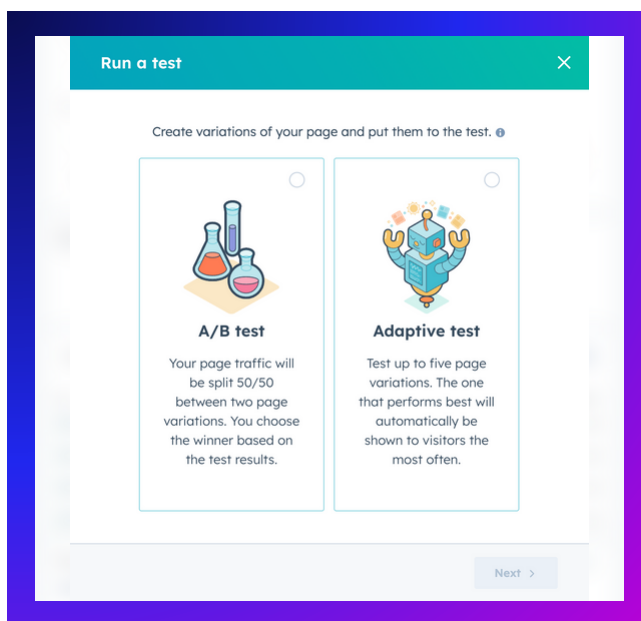 Run a test
Create variations of your page and put them to the test.
A/B test
Your page traffic will
be split 50/50
between two page
variations. You choose
the winner based on
the test results.
Adaptive test
Test up to five page
variations. The one
that performs best will
automatically be
shown to visitors the
most often.
Next